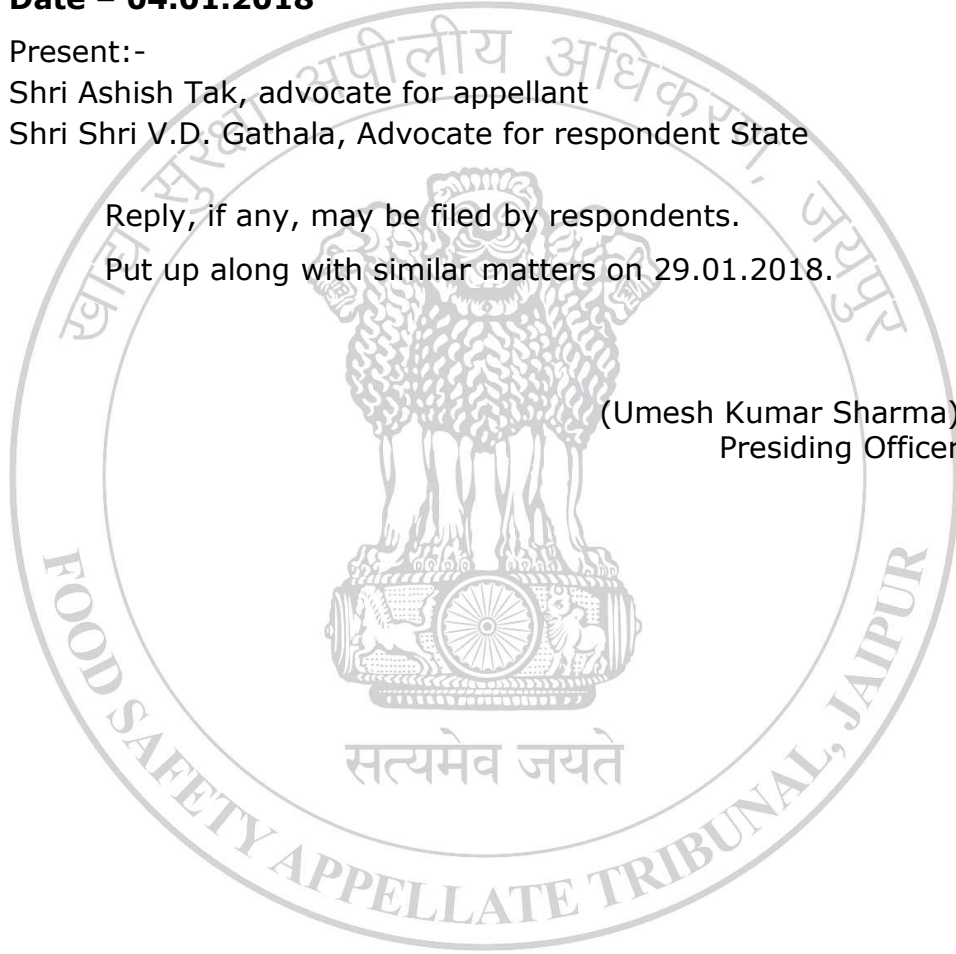 Date – 04.01.2018
Present:-
Shri Ashish Tak, advocate for appellant
Shri Shri V.D. Gathala, Advocate for respondent State
Reply, if any, may be filed by respondents.
Put up along with similar matters on 29.01.2018.
(Umesh Kumar Sharma)
Presiding Officer
खाद्य सुरक्षा अपीलीय अधिकरण, जयपुर
सत्यमेव जयते
FOOD SAFETY APPELLATE TRIBUNAL, JAIPUR